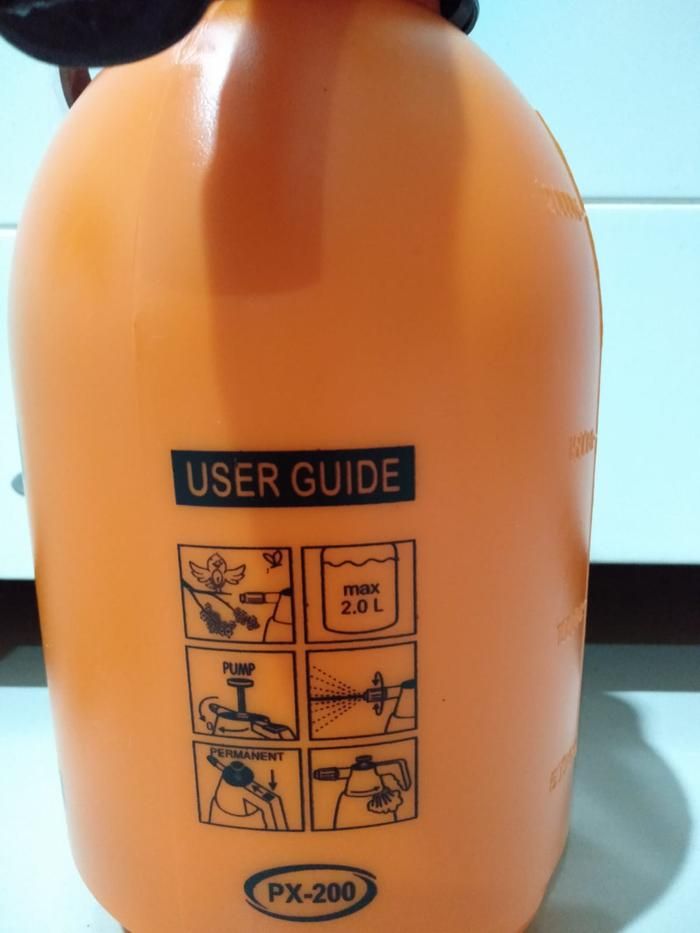 USER GUIDE
max
2.0 L
PUMP
PERMANENT
PX-200